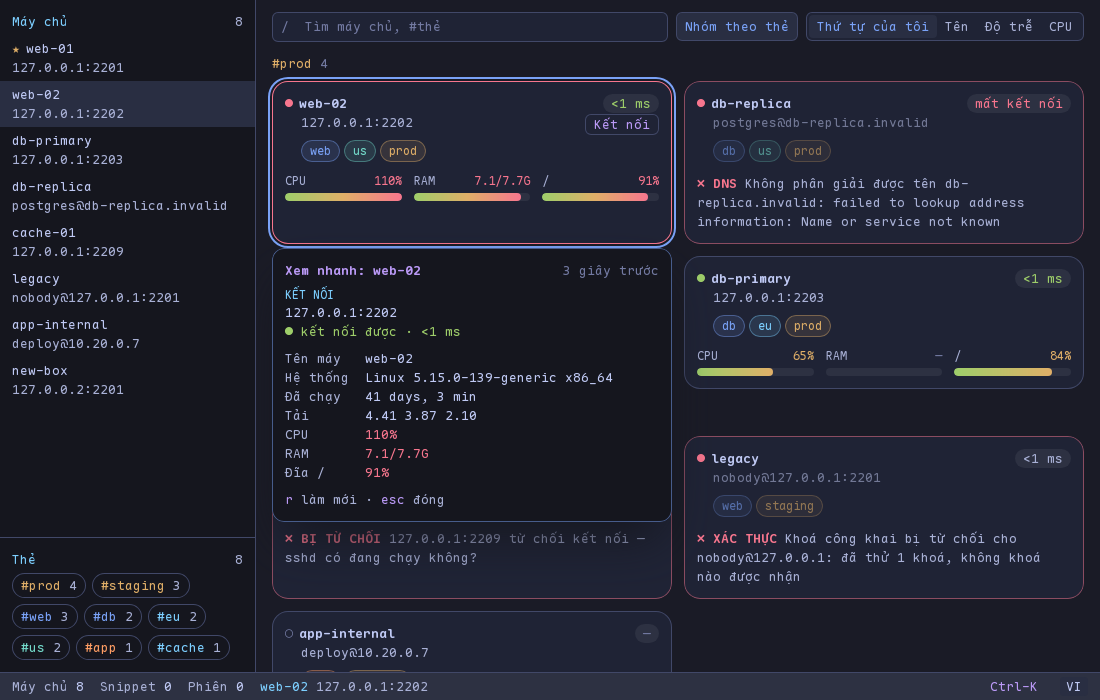 Máy chủ 8
★ web-01
127.0.0.1:2201
web-02
127.0.0.1:2202
db-primary
127.0.0.1:2203
db-replica
postgres@db-replica.invalid
cache-01
127.0.0.1:2209
legacy
nobody@127.0.0.1:2201
app-internal
deploy@10.20.0.7
new-box
127.0.0.2:2201
Thẻ 8
#prod 4 #staging 3
#web 3 #db 2 #eu 2
#us 2 #app 1 #cache 1
/ Tìm máy chủ, #thẻ Nhóm theo thẻ Thứ tự của tôi Tên Độ trễ CPU
#prod 4
web-02 <1 ms
127.0.0.1:2202 Kết nối
web us prod
CPU 110% RAM 7.1/7.7G / 91%
db-replica mất kết nối
postgres@db-replica.invalid
db us prod
× DNS Không phân giải được tên db-
replica.invalid: failed to lookup address
information: Name or service not known
Xem nhanh: web-02 3 giây trước
KẾT NỐI
127.0.0.1:2202
kết nối được · <1 ms
Tên máy web-02
Hệ thống Linux 5.15.0-139-generic x86_64
Đã chạy 41 days, 3 min
Tải 4.41 3.87 2.10
CPU 110%
RAM 7.1/7.7G
Đĩa / 91%
r làm mới · esc đóng
db-primary <1 ms
127.0.0.1:2203
db eu prod
CPU 65% RAM — / 84%
× BỊ TỪ CHỐI 127.0.0.1:2209 từ chối kết nối —
sshd có đang chạy không?
legacy <1 ms
nobody@127.0.0.1:2201
web staging
× XÁC THỰC Khoá công khai bị từ chối cho
nobody@127.0.0.1: đã thử 1 khoá, không khoá
nào được nhận
app-internal —
deploy@10.20.0.7
Máy chủ 8 Snippet 0 Phiên 0 web-02 127.0.0.1:2202 Ctrl-K VI